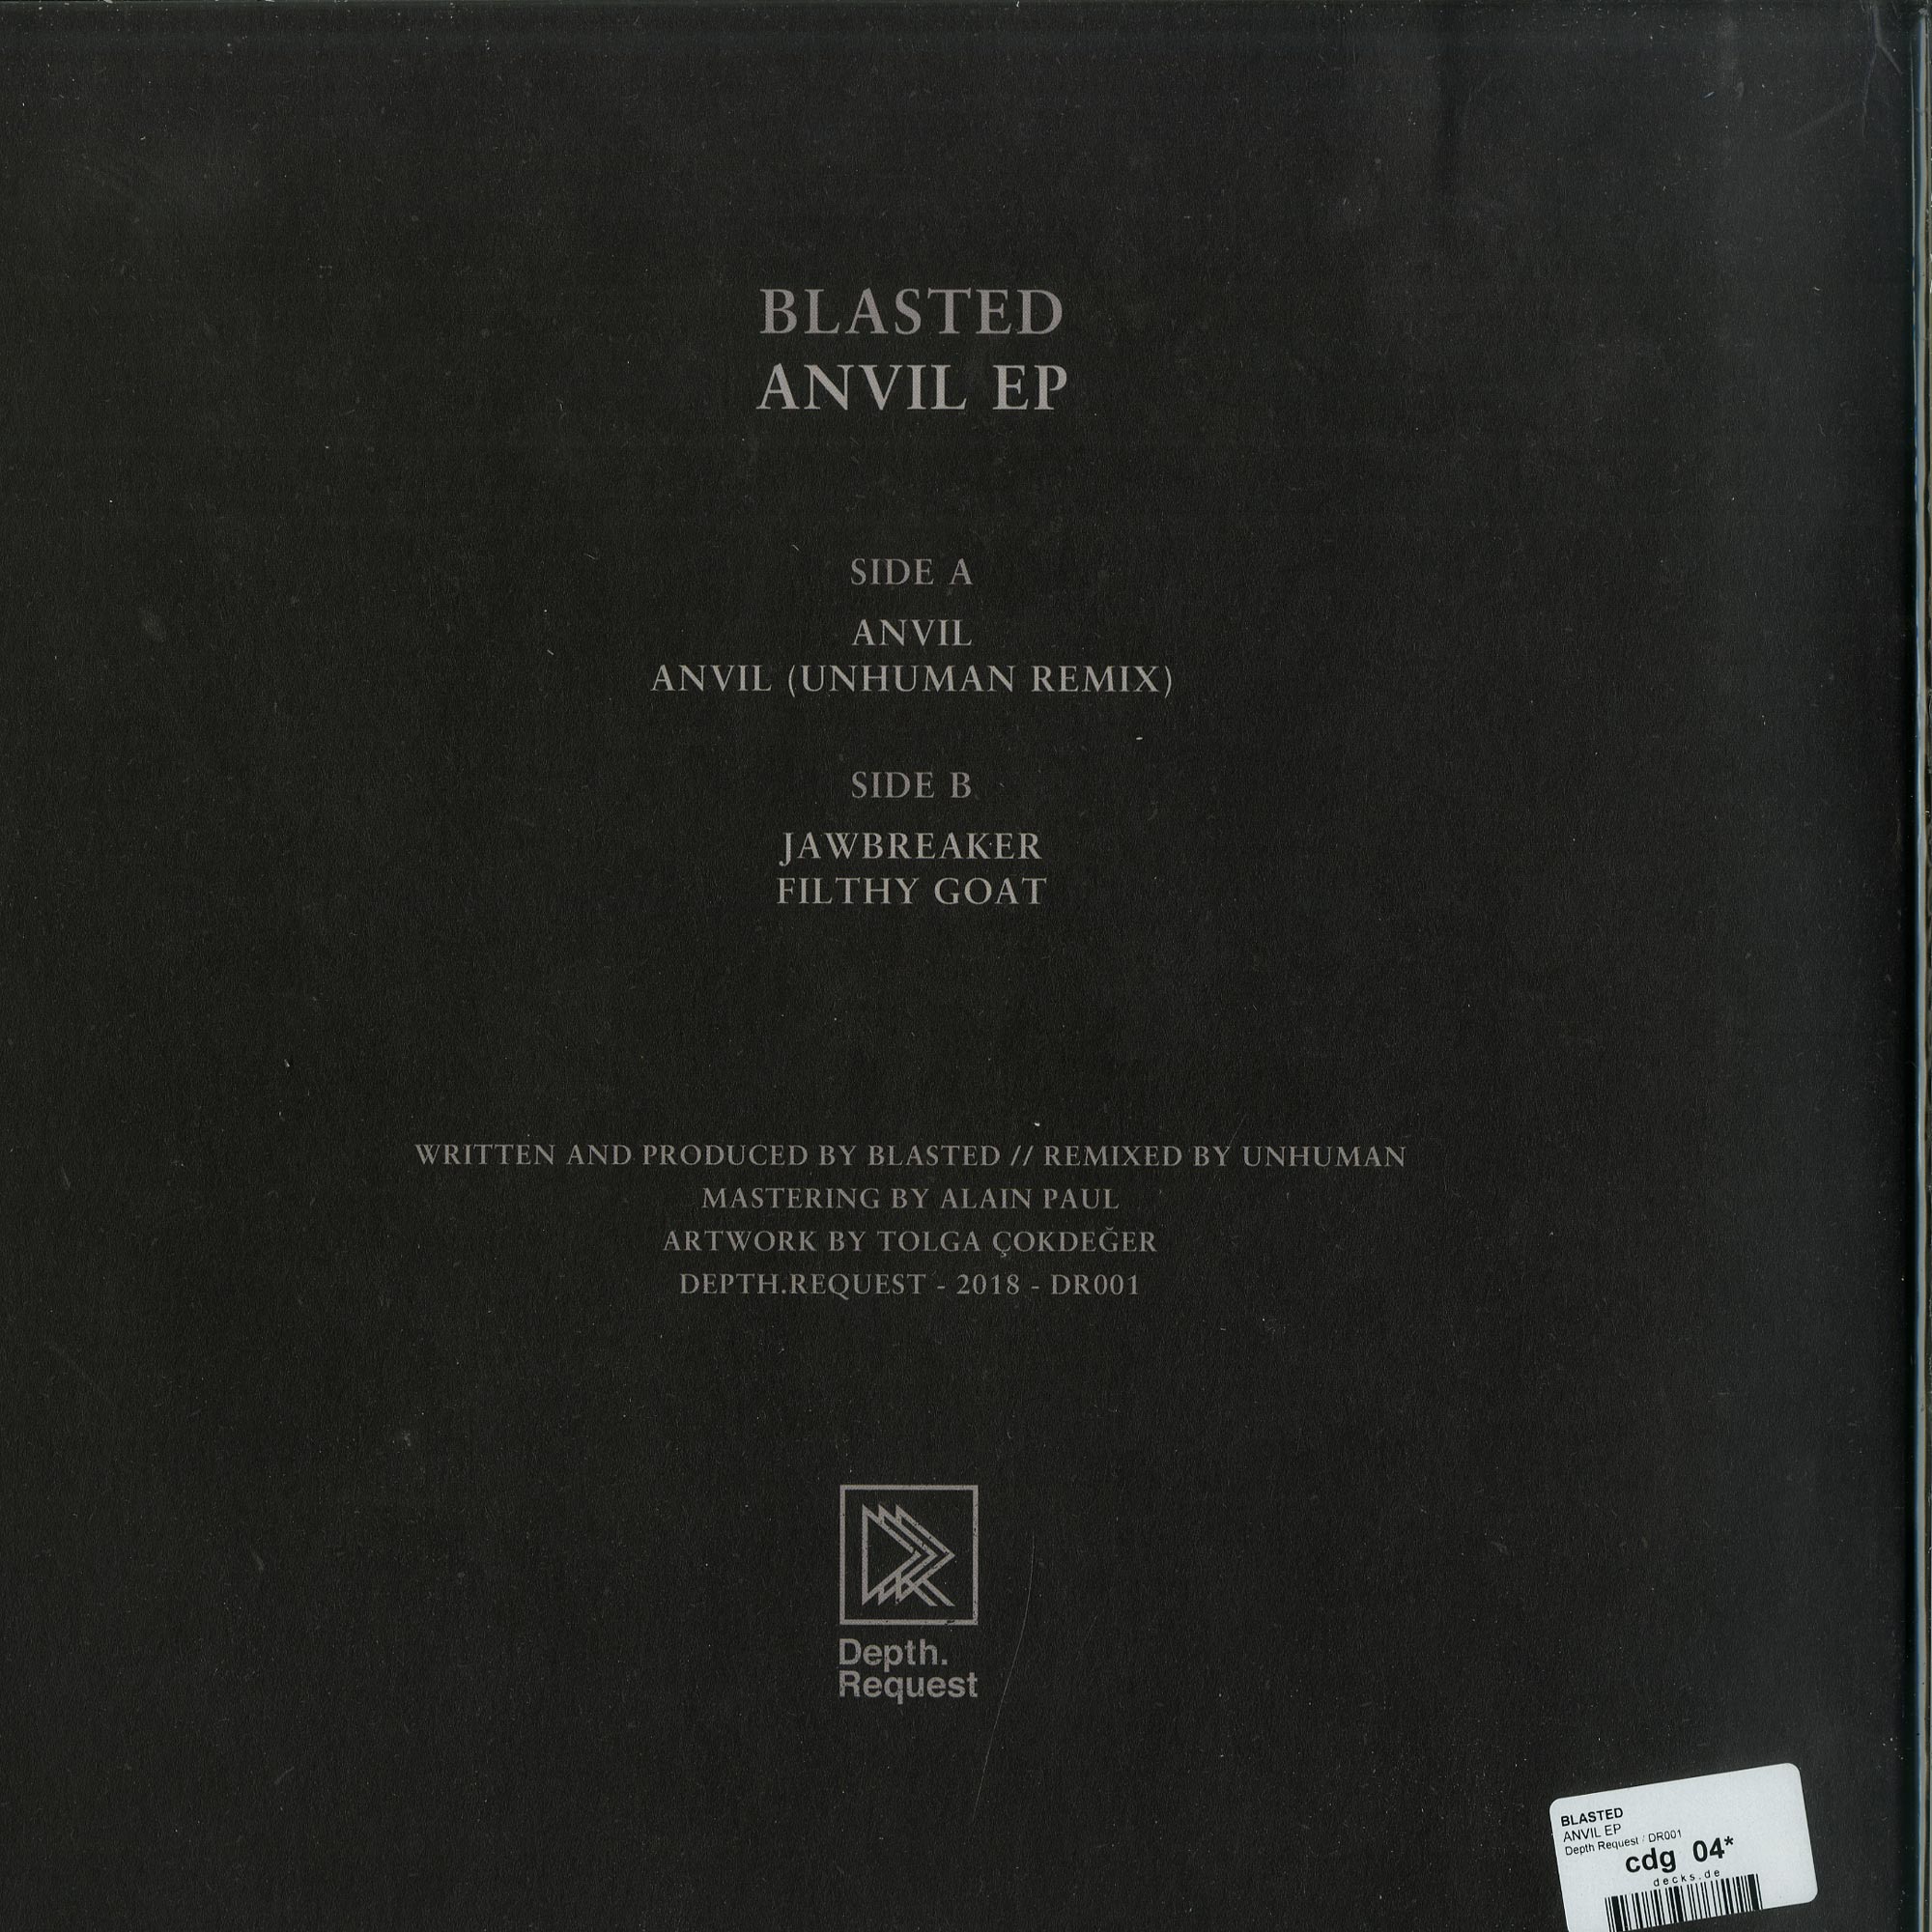 BLASTED
ANVIL EP
SIDE A
ANVIL
ANVIL (UNHUMAN REMIX)
SIDE B
JAWBREAKER
FILTHY GOAT
WRITTEN AND PRODUCED BY BLASTED // REMIXED BY UNHUMAN
MASTERING BY ALAIN PAUL
ARTWORK BY TOLGA ÇOKDEĞER
DEPTH.REQUEST - 2018 - DR001
Depth.
Request
BLASTED
ANVIL EP
Depth Request / DR001
cdg 04*
decks.de